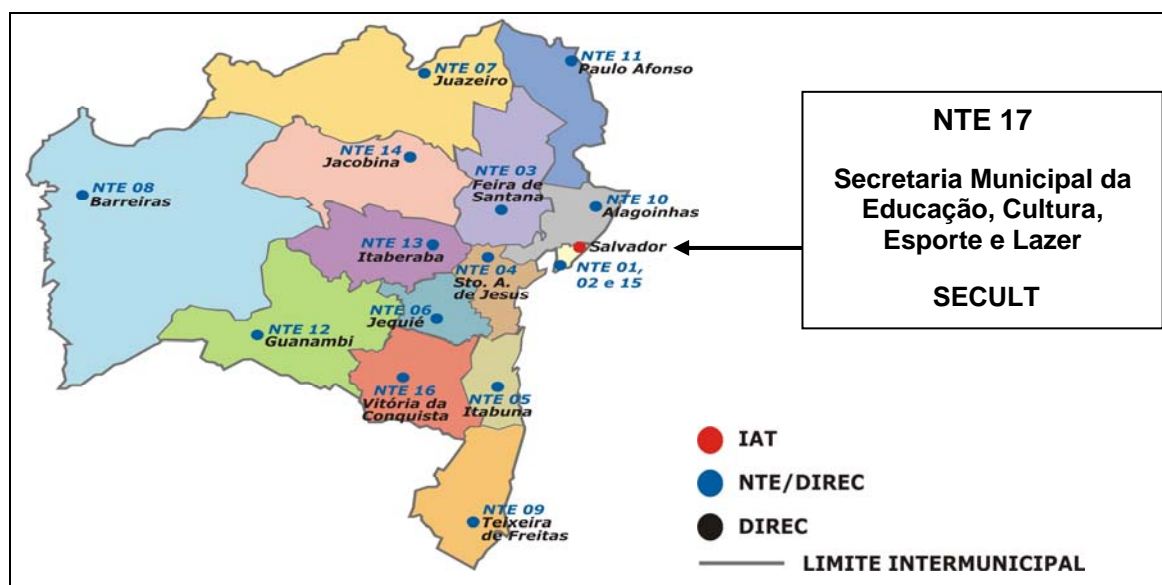 NTE 11
Paulo Afonso
NTE 07
Juazeiro
NTE 14
Jacobina
NTE 03
Feira de
Santana
NTE 08
Barreiras
NTE 10
Alagoinhas
NTE 13
Itaberaba
Salvador
NTE 04
Sto. A.
de Jesus
NTE 01,
02 e 15
NTE 06
Jequié
NTE 12
Guanambi
NTE 16
Vitória da
Conquista
NTE 05
Itabuna
NTE 09
Teixeira
de Freitas
NTE 17
Secretaria Municipal da
Educação, Cultura,
Esporte e Lazer
SECULT
IAT
NTE/DIREC
DIREC
LIMITE INTERMUNICIPAL